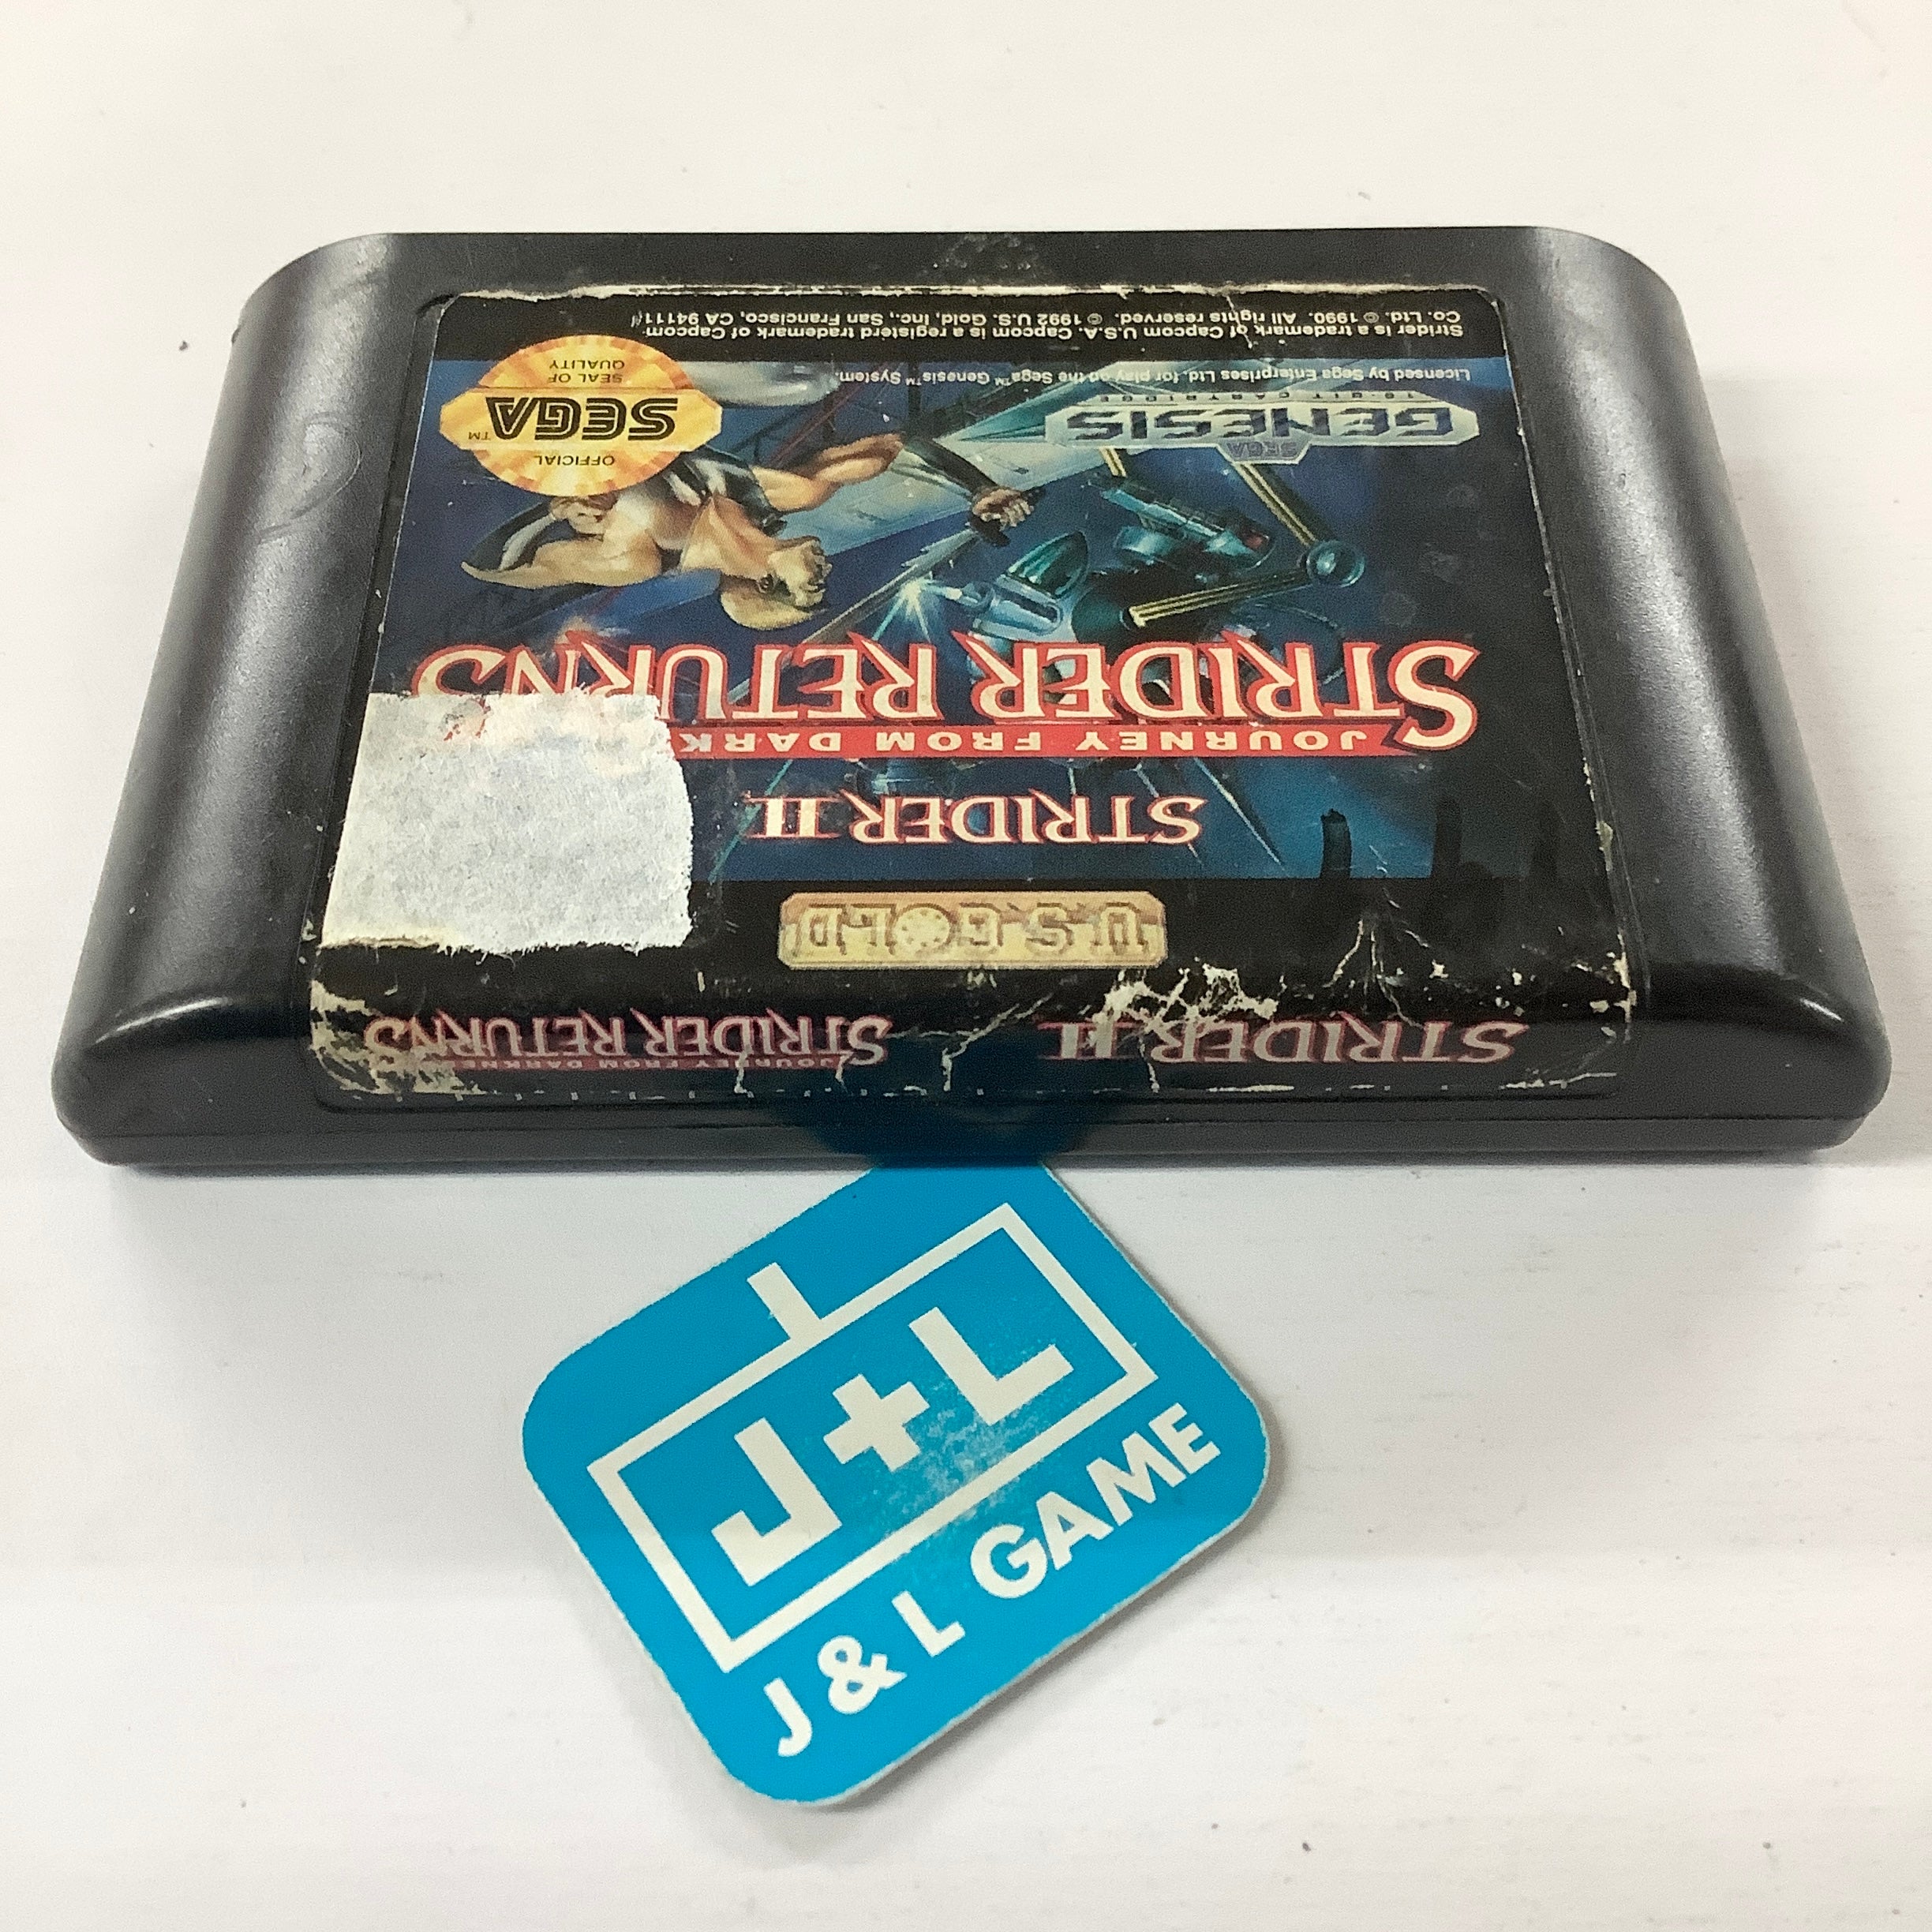 STRIDER II
JOURNEY FROM
STRIDER RETURNS
U.S. GOLD
STRIDER II
JOURNEY FROM DARK
STRIDER RETURNS
SEGA
GENESIS
16-BIT CARTRIDGE
Licensed by Sega Enterprises Ltd. for play on the Sega™ Genesis™ System.
OFFICIAL
SEGA™
SEAL OF
QUALITY
Strider is a trademark of Capcom U.S.A. Capcom is a registerd trademark of Capcom
Co. Ltd. © 1990. All rights reserved. © 1992 U.S. Gold, Inc., San Francisco, CA 94111
J+L
J & L GAME